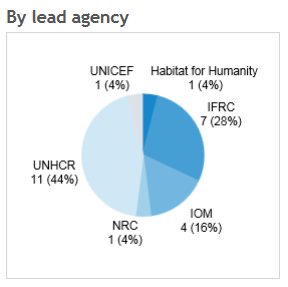 By lead agency
UNICEF
1 (4%)
Habitat for Humanity
1 (4%)
IFRC
7 (28%)
UNHCR
11 (44%)
IOM
4 (16%)
NRC
1 (4%)